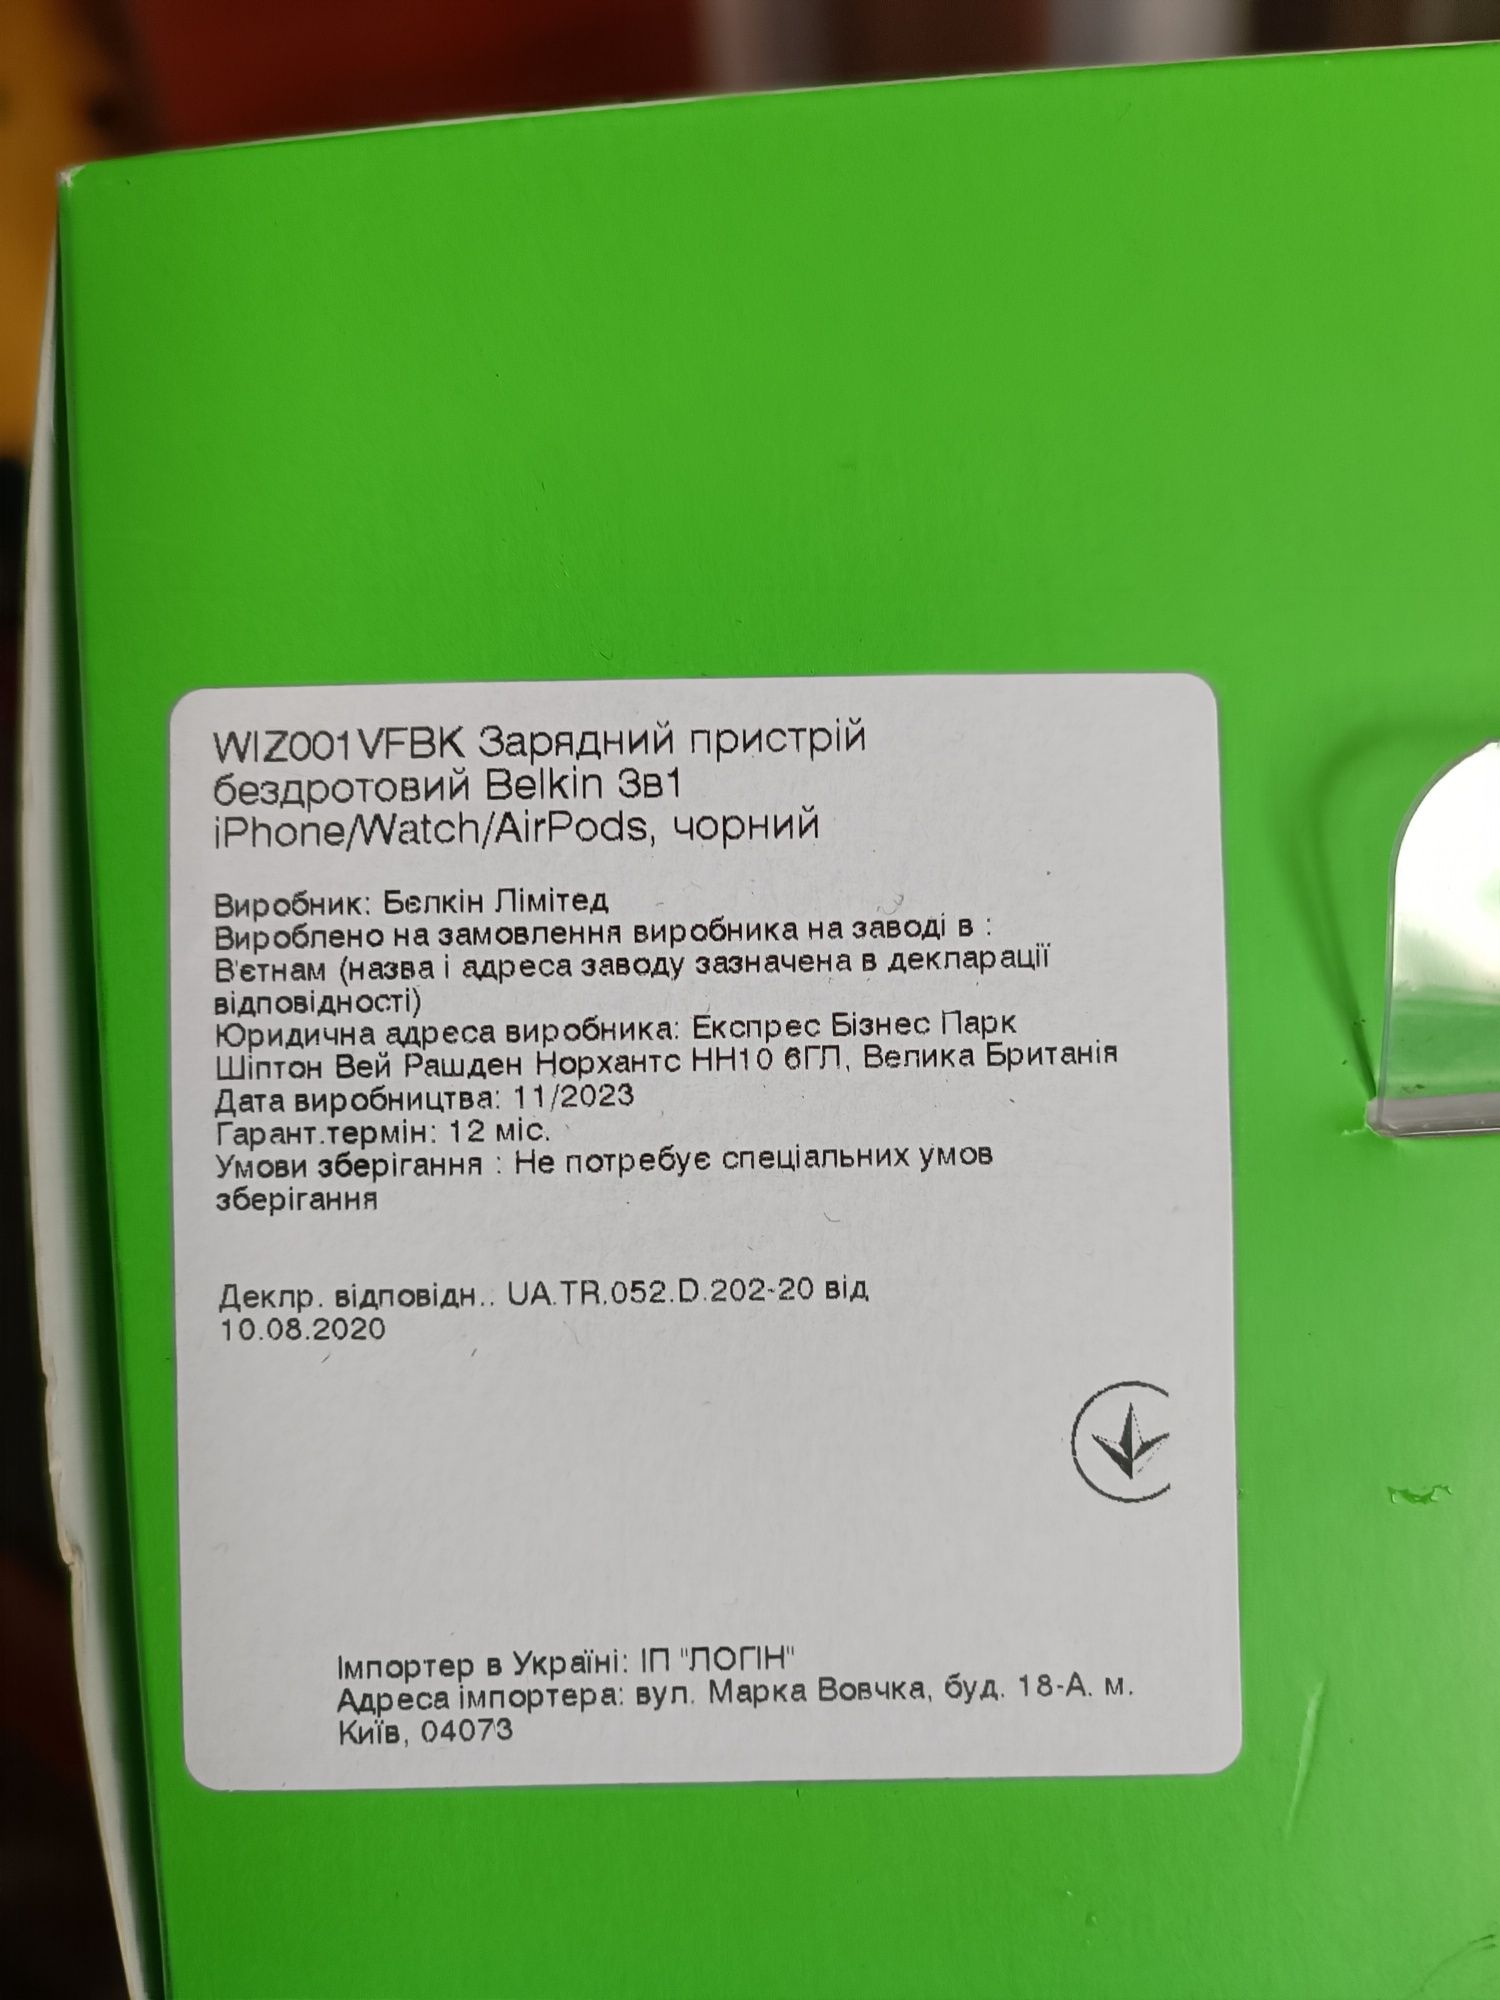 WIZ001VFBK Зарядний пристрій
бездротовий Belkin 3в1
iPhone/Watch/AirPods, чорний
Виробник: Бєлкін Лімітед
Вироблено на замовлення виробника на заводі в :
В'єтнам (назва і адреса заводу зазначена в декларації
відповідності)
Юридична адреса виробника: Експрес Бізнес Парк
Шіптон Вей Рашден Норхантс НН10 6ГЛ, Велика Британія
Дата виробництва: 11/2023
Гарант.термін: 12 міс.
Умови зберігання : Не потребує спеціальних умов
зберігання
Деклр. відповідн.. UA.TR.052.D.202-20 від
10.08.2020
Імпортер в Україні: ІП "ЛОГІН"
Адреса імпортера: вул. Марка Вовчка, буд. 18-А. м.
Київ, 04073